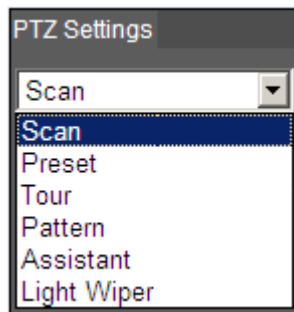 PTZ Settings
Scan
Scan
Preset
Tour
Pattern
Assistant
Light Wiper